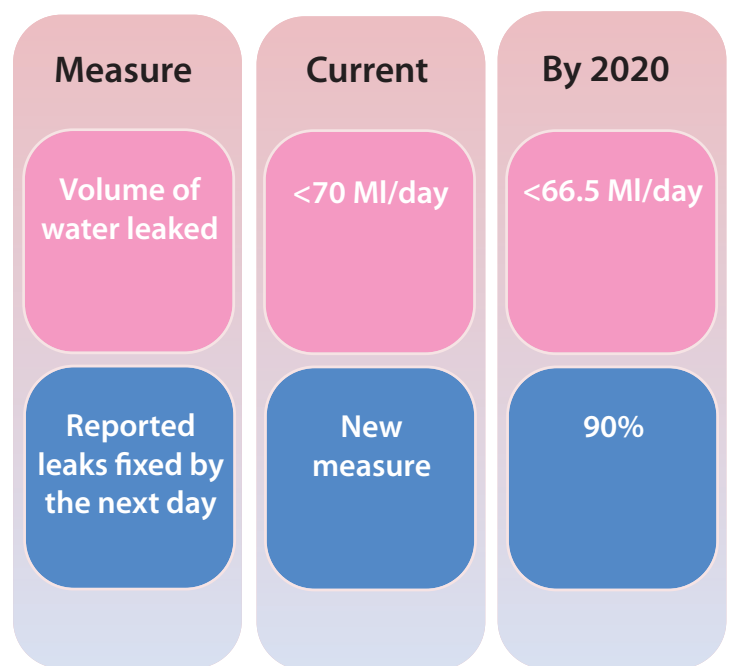 Measure
Current
By 2020
Volume of
water leaked
<70 Ml/day
<66.5 Ml/day
Reported
leaks fixed by
the next day
New
measure
90%